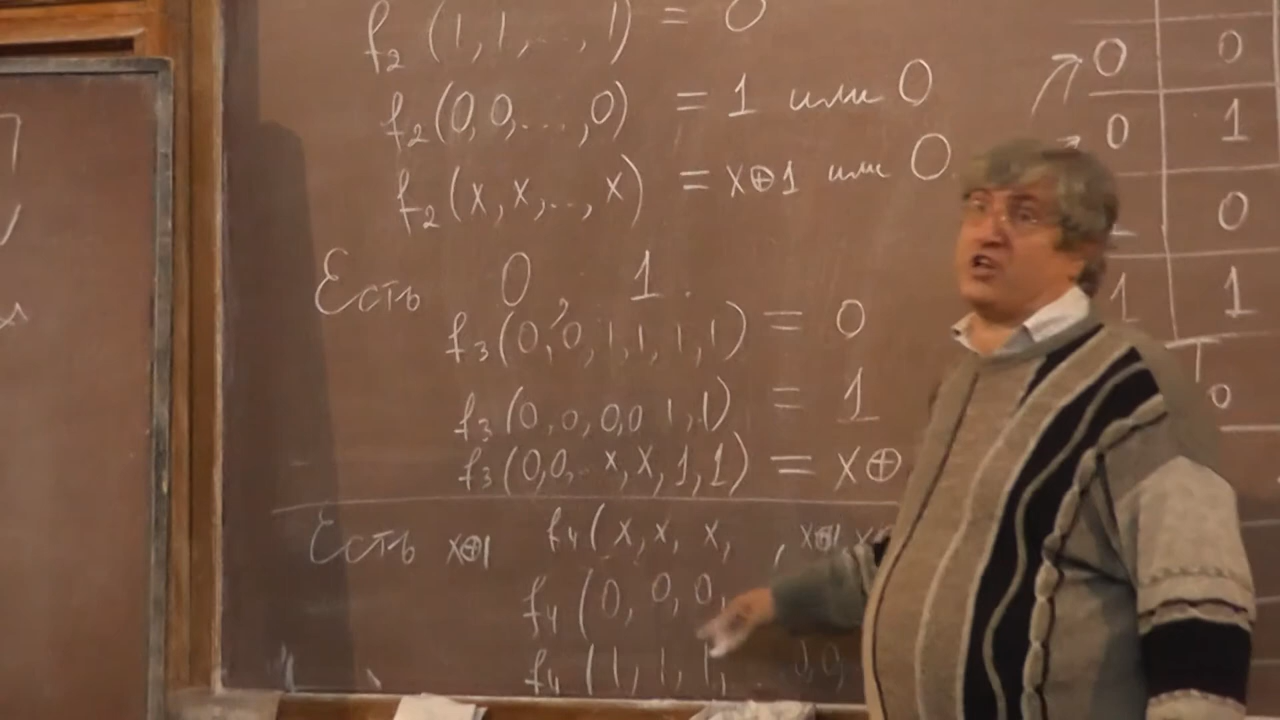 f₂ (1, 1, ..., 1) = 0
f₂ (0, 0, ..., 0) = 1 или 0
f₂ (x, x, .., x) = x⊕1 или 0
Есть 0, 1.
f₃ (0, 0, 1, 1, 1, 1) = 0
f₃ (0, 0, 0, 0 1, 1) = 1
f₃ (0, 0, .. x, x, 1, 1) = x⊕
Есть x⊕1 f₄ (x, x, x, , x⊕1, x
f₄ (0, 0, 0,
f₄ (1, 1, 1, 0, 0,
0 0
0 1
0
1 1
T₀